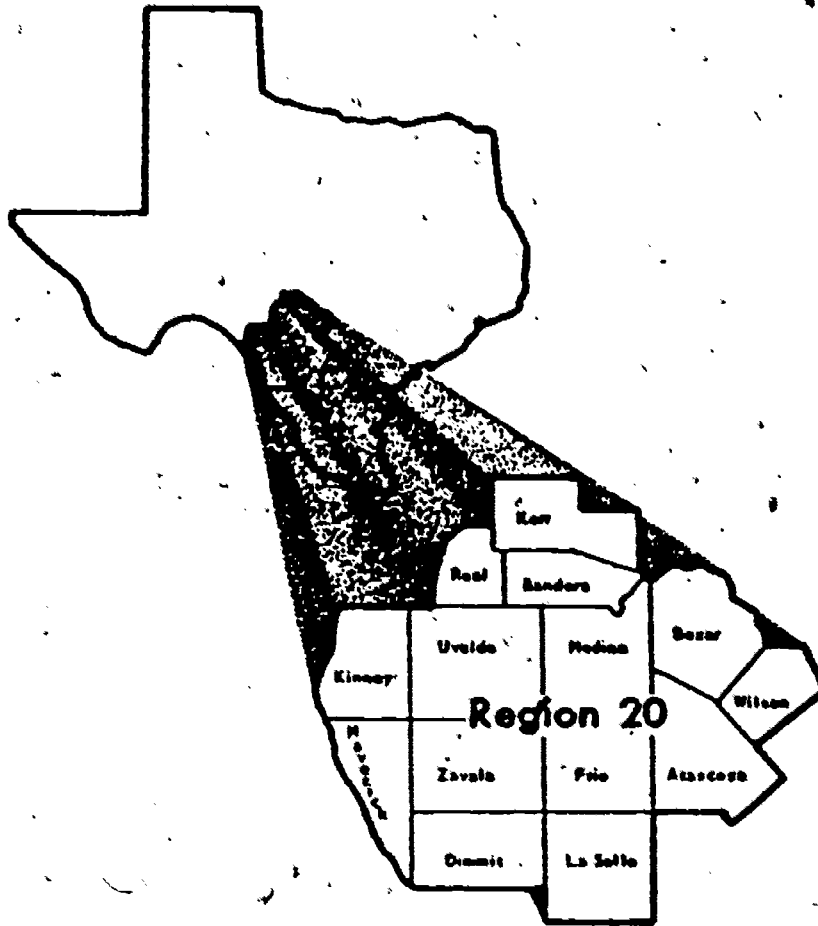 Kerr
Real
Bandera
Bexar
Uvalde
Medina
Kinney
Wilson
Region 20
Maverick
Zavala
Frio
Atascosa
Dimmit
La Salle